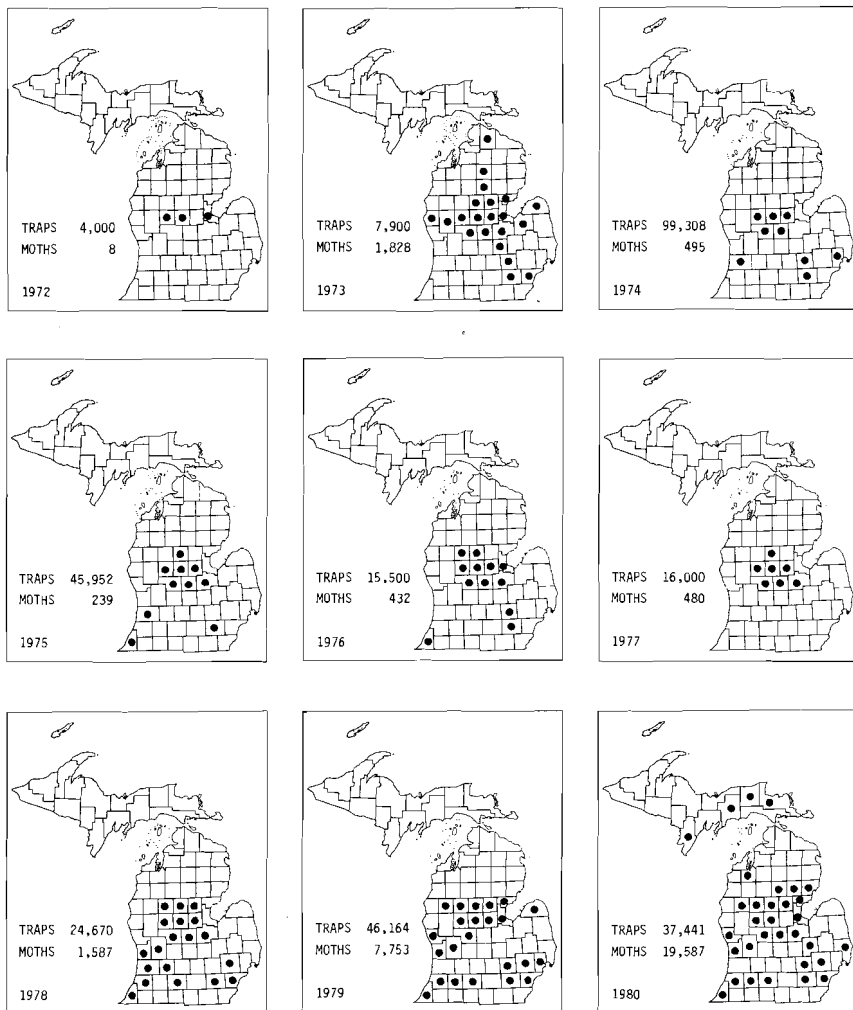 TRAPS 4,000
MOTHS 8
1972
TRAPS 7,900
MOTHS 1,828
1973
TRAPS 99,308
MOTHS 495
1974
TRAPS 45,952
MOTHS 239
1975
TRAPS 15,500
MOTHS 432
1976
TRAPS 16,000
MOTHS 480
1977
TRAPS 24,670
MOTHS 1,587
1978
TRAPS 46,164
MOTHS 7,753
1979
TRAPS 37,441
MOTHS 19,587
1980